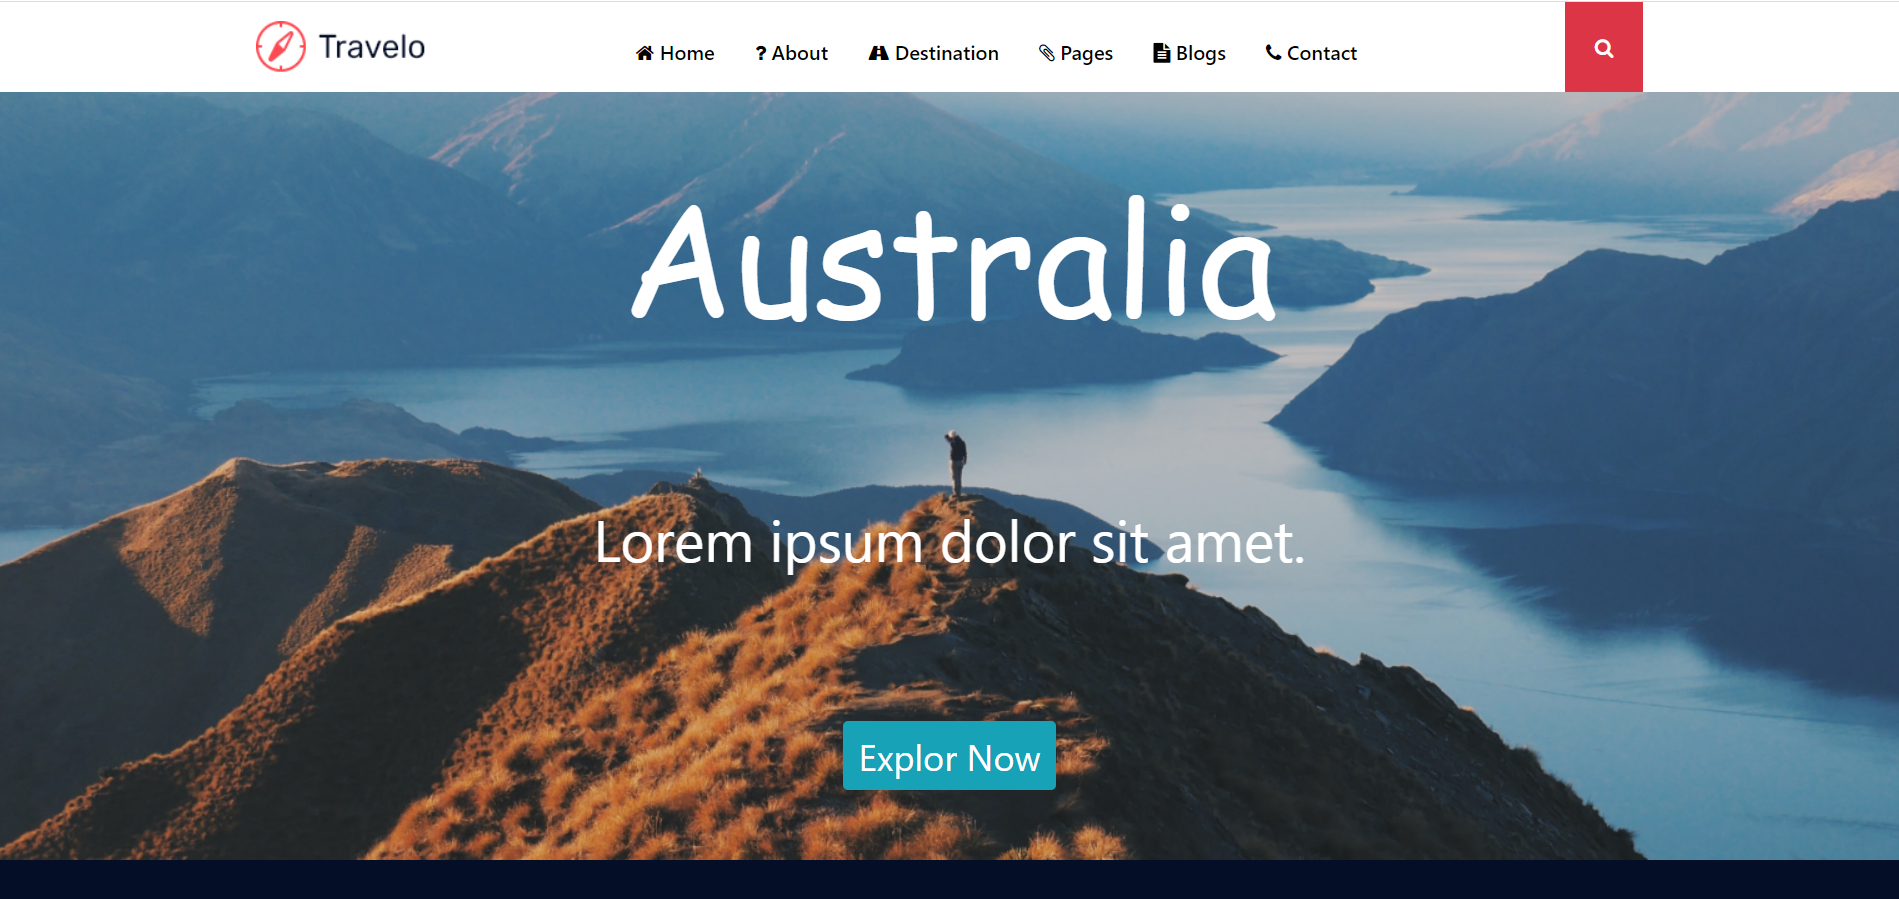 Travelo
Home About Destination Pages Blogs Contact
Australia
Lorem ipsum dolor sit amet.
Explor Now